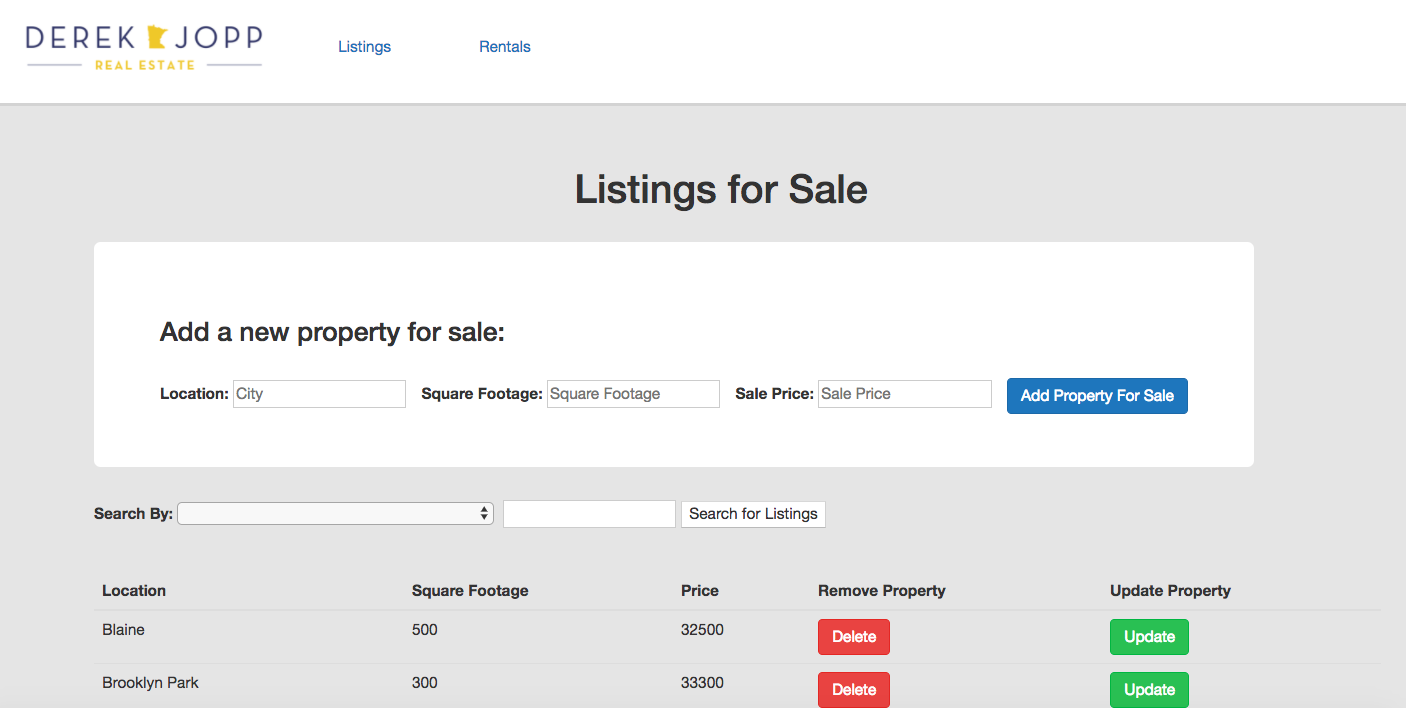 DEREK JOPP
REAL ESTATE
Listings Rentals
Listings for Sale
Add a new property for sale:
Location: City Square Footage: Square Footage Sale Price: Sale Price Add Property For Sale
Search By: Search for Listings
Location Square Footage Price Remove Property Update Property
Blaine 500 32500 Delete Update
Brooklyn Park 300 33300 Delete Update